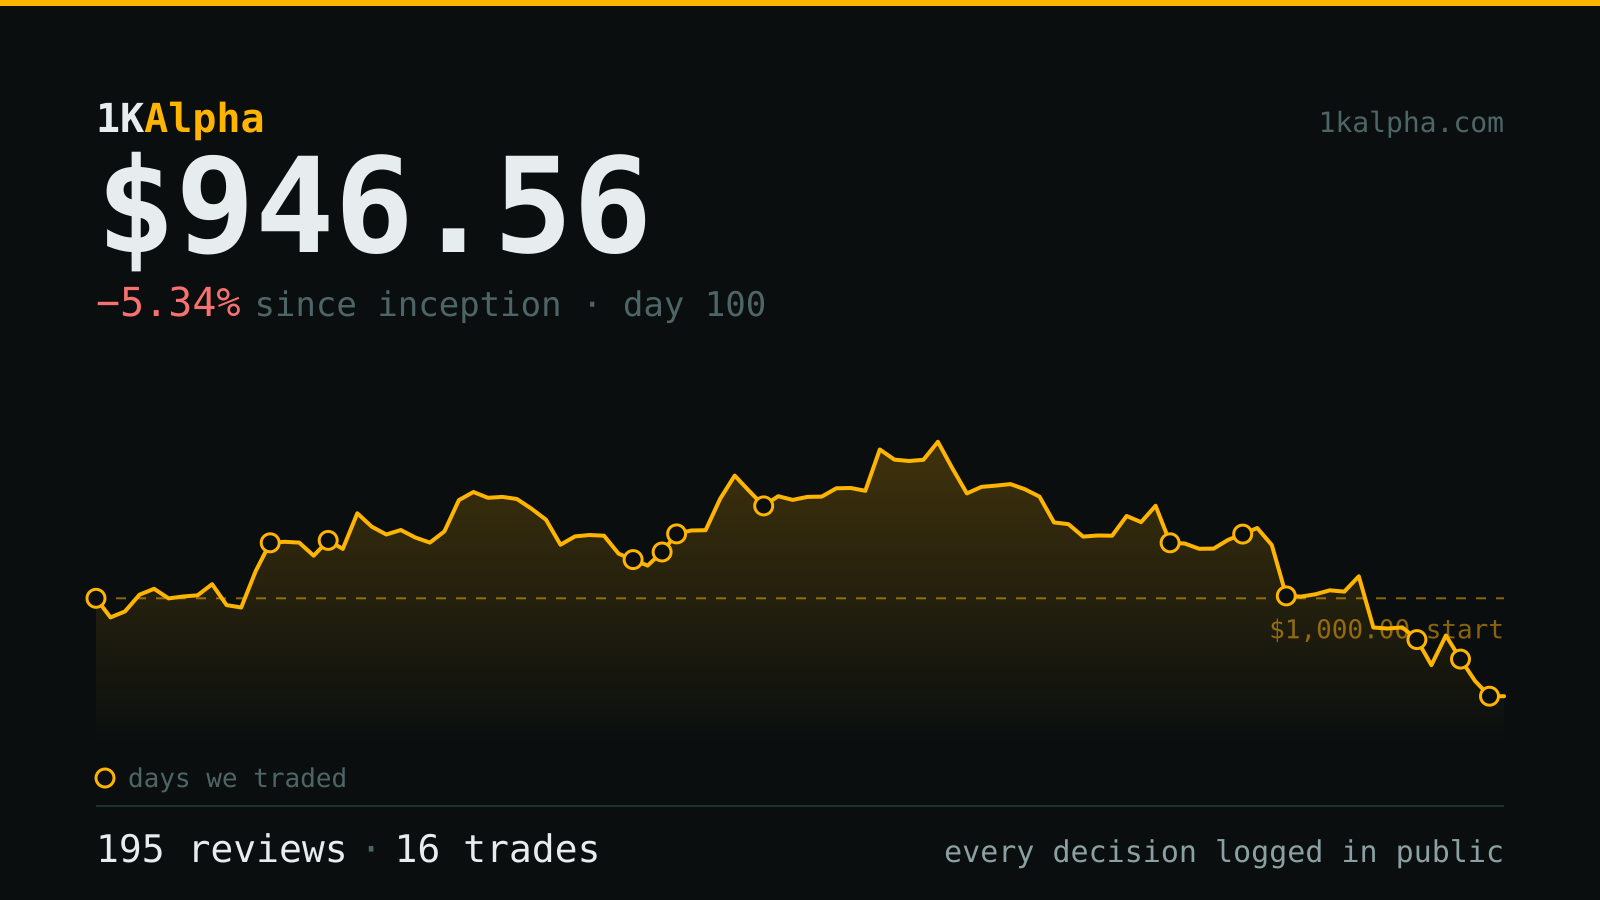 1KAlpha
1kalpha.com
$946.56
−5.34% since inception · day 100
$1,000.00 start
days we traded
195 reviews · 16 trades
every decision logged in public